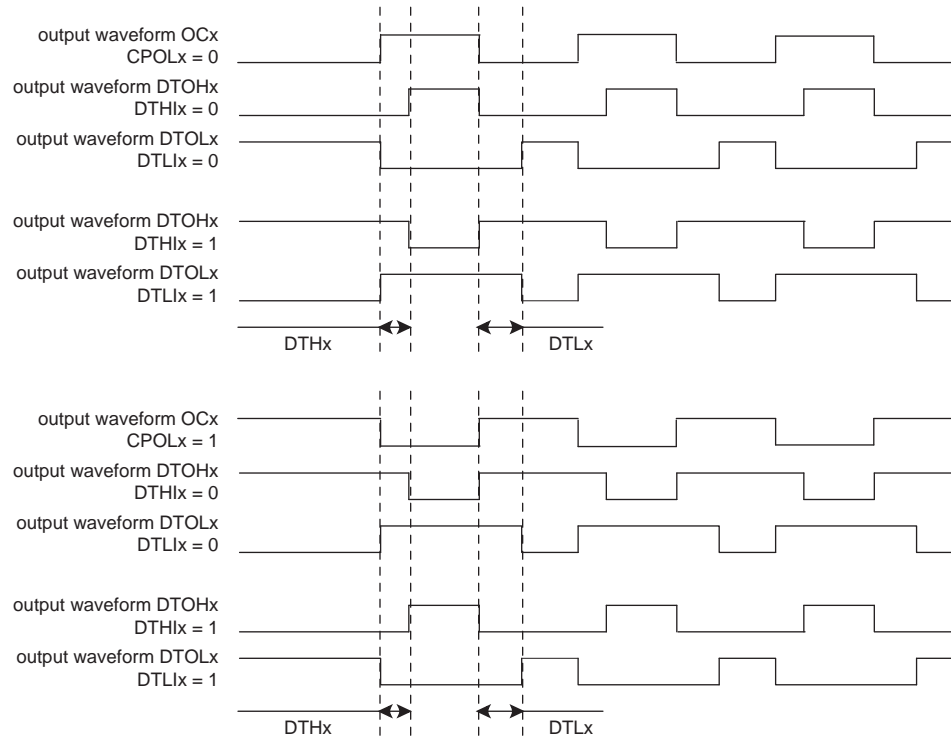 output waveform OCx
CPOLx = 0
output waveform DTOHx
DTHIx = 0
output waveform DTOLx
DTLIx = 0
output waveform DTOHx
DTHIx = 1
output waveform DTOLx
DTLIx = 1
DTHx DTLx
output waveform OCx
CPOLx = 1
output waveform DTOHx
DTHIx = 0
output waveform DTOLx
DTLIx = 0
output waveform DTOHx
DTHIx = 1
output waveform DTOLx
DTLIx = 1
DTHx DTLx